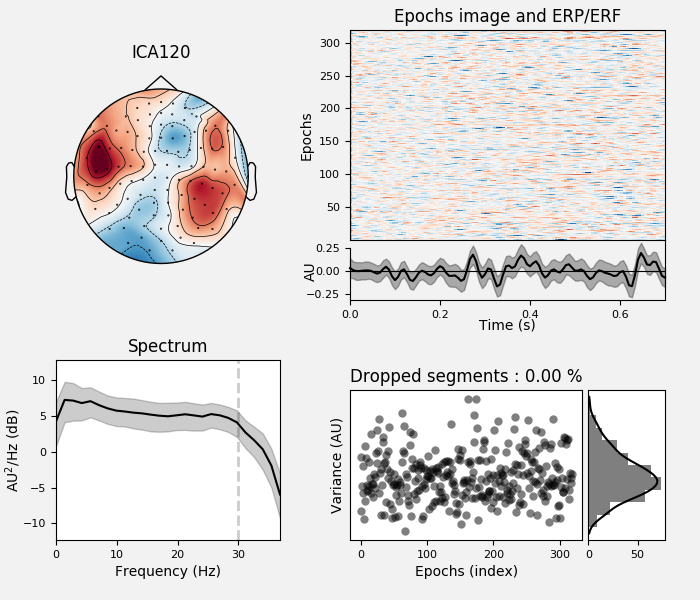 ICA120
Epochs image and ERP/ERF
Epochs
300
250
200
150
100
50
AU
0.25
0.00
−0.25
0.0 0.2 0.4 0.6
Time (s)
Spectrum
AU²/Hz (dB)
10
5
0
−5
−10
0 10 20 30
Frequency (Hz)
Dropped segments : 0.00 %
Variance (AU)
0 100 200 300
Epochs (index)
0 50